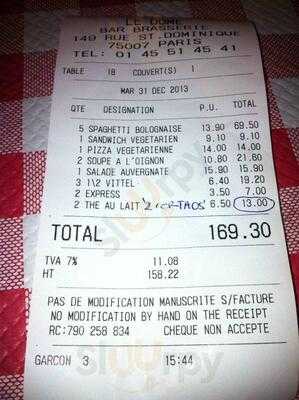 LE DOME
BAR BRASSERIE
149 RUE ST.DOMINIQUE
75007 PARIS
TEL: 01 45 51 45 41
TABLE 18 COUVERT(S) 1
MAR 31 DEC 2013
QTE DESIGNATION P.U. TOTAL
5 SPAGHETTI BOLOGNAISE 13.90 69.50
1 SANDWICH VEGETARIEN 9.10 9.10
1 PIZZA VEGETARIENNE 14.00 14.00
2 SOUPE A L'OIGNON 10.80 21.60
1 SALADE AUVERGNATE 15.90 15.90
3 1\2 VITTEL 6.40 19.20
2 EXPRESS 3.50 7.00
2 THE AU LAIT 6.50 13.00
TOTAL 169.30
TVA 7% 11.08
HT 158.22
PAS DE MODIFICATION MANUSCRITE S/FACTURE
NO MODIFICATION BY HAND ON THE RECEIPT
RC:790 258 834 CHEQUE NON ACCEPTE
GARCON 3 15:44